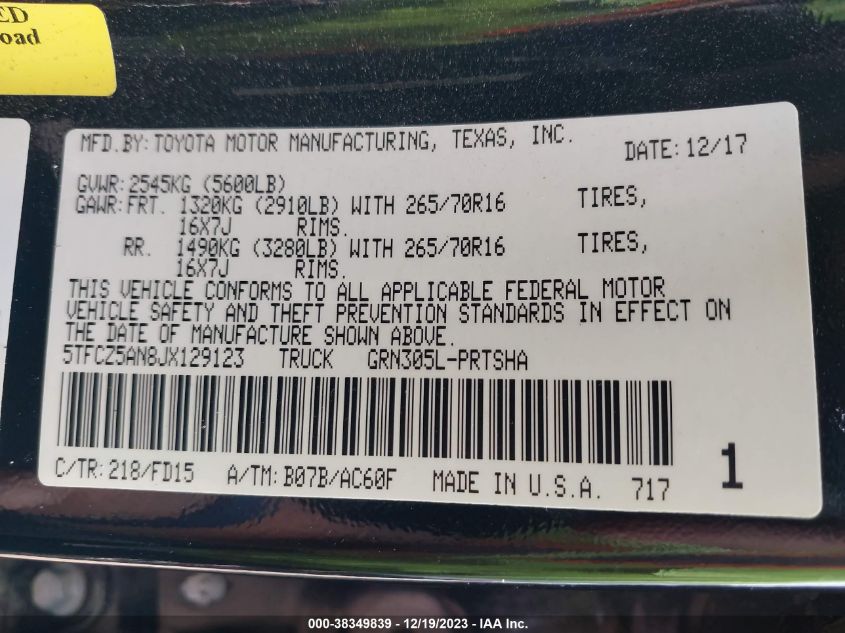 ED
oad
MFD.BY: TOYOTA MOTOR MANUFACTURING, TEXAS, INC. DATE: 12/17
GVWR: 2545KG (5600LB)
GAWR: FRT. 1320KG (2910LB) WITH 265/70R16 TIRES,
16X7J RIMS.
RR. 1490KG (3280LB) WITH 265/70R16 TIRES,
16X7J RIMS.
THIS VEHICLE CONFORMS TO ALL APPLICABLE FEDERAL MOTOR
VEHICLE SAFETY AND THEFT PREVENTION STANDARDS IN EFFECT ON
THE DATE OF MANUFACTURE SHOWN ABOVE.
5TFCZ5AN8JX129123 TRUCK GRN305L-PRTSHA
C/TR: 218/FD15 A/TM: B07B/AC60F MADE IN U.S.A. 717 1
000-38349839 / 12/19/2023 - IAA Inc.